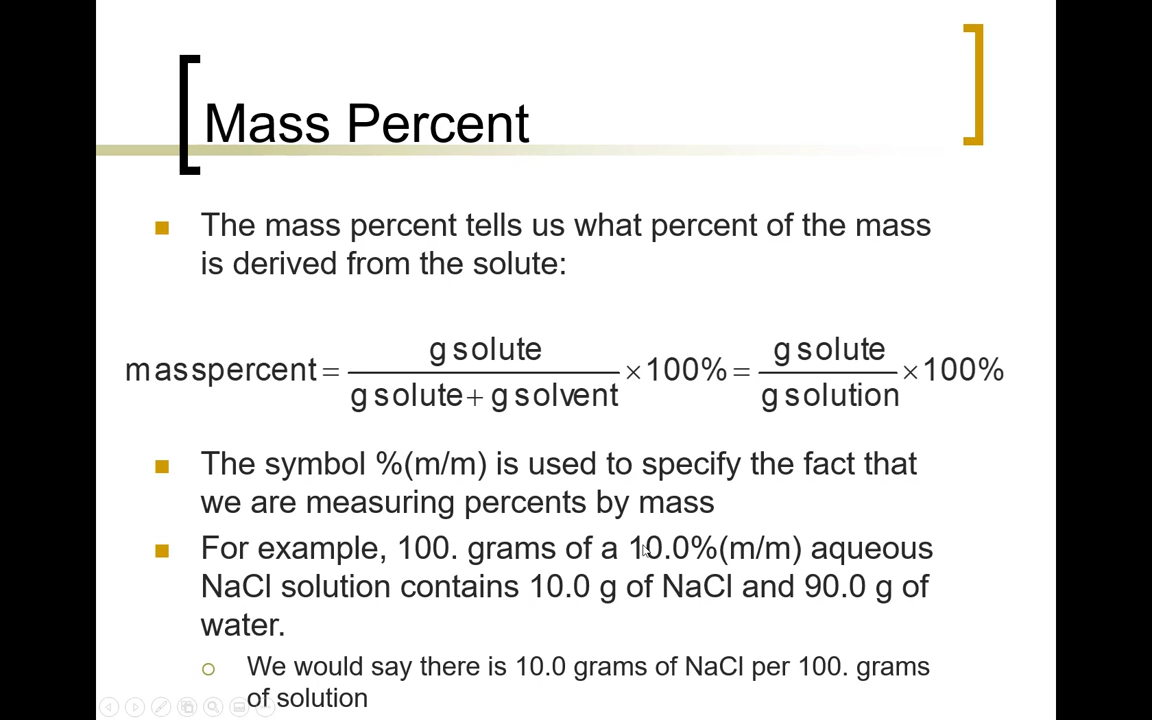 Mass Percent
The mass percent tells us what percent of the mass
is derived from the solute:
masspercent = g solute / g solute + g solvent ×100% = g solute / g solution ×100%
The symbol %(m/m) is used to specify the fact that
we are measuring percents by mass
For example, 100. grams of a 10.0%(m/m) aqueous
NaCl solution contains 10.0 g of NaCl and 90.0 g of
water.
We would say there is 10.0 grams of NaCl per 100. grams
of solution